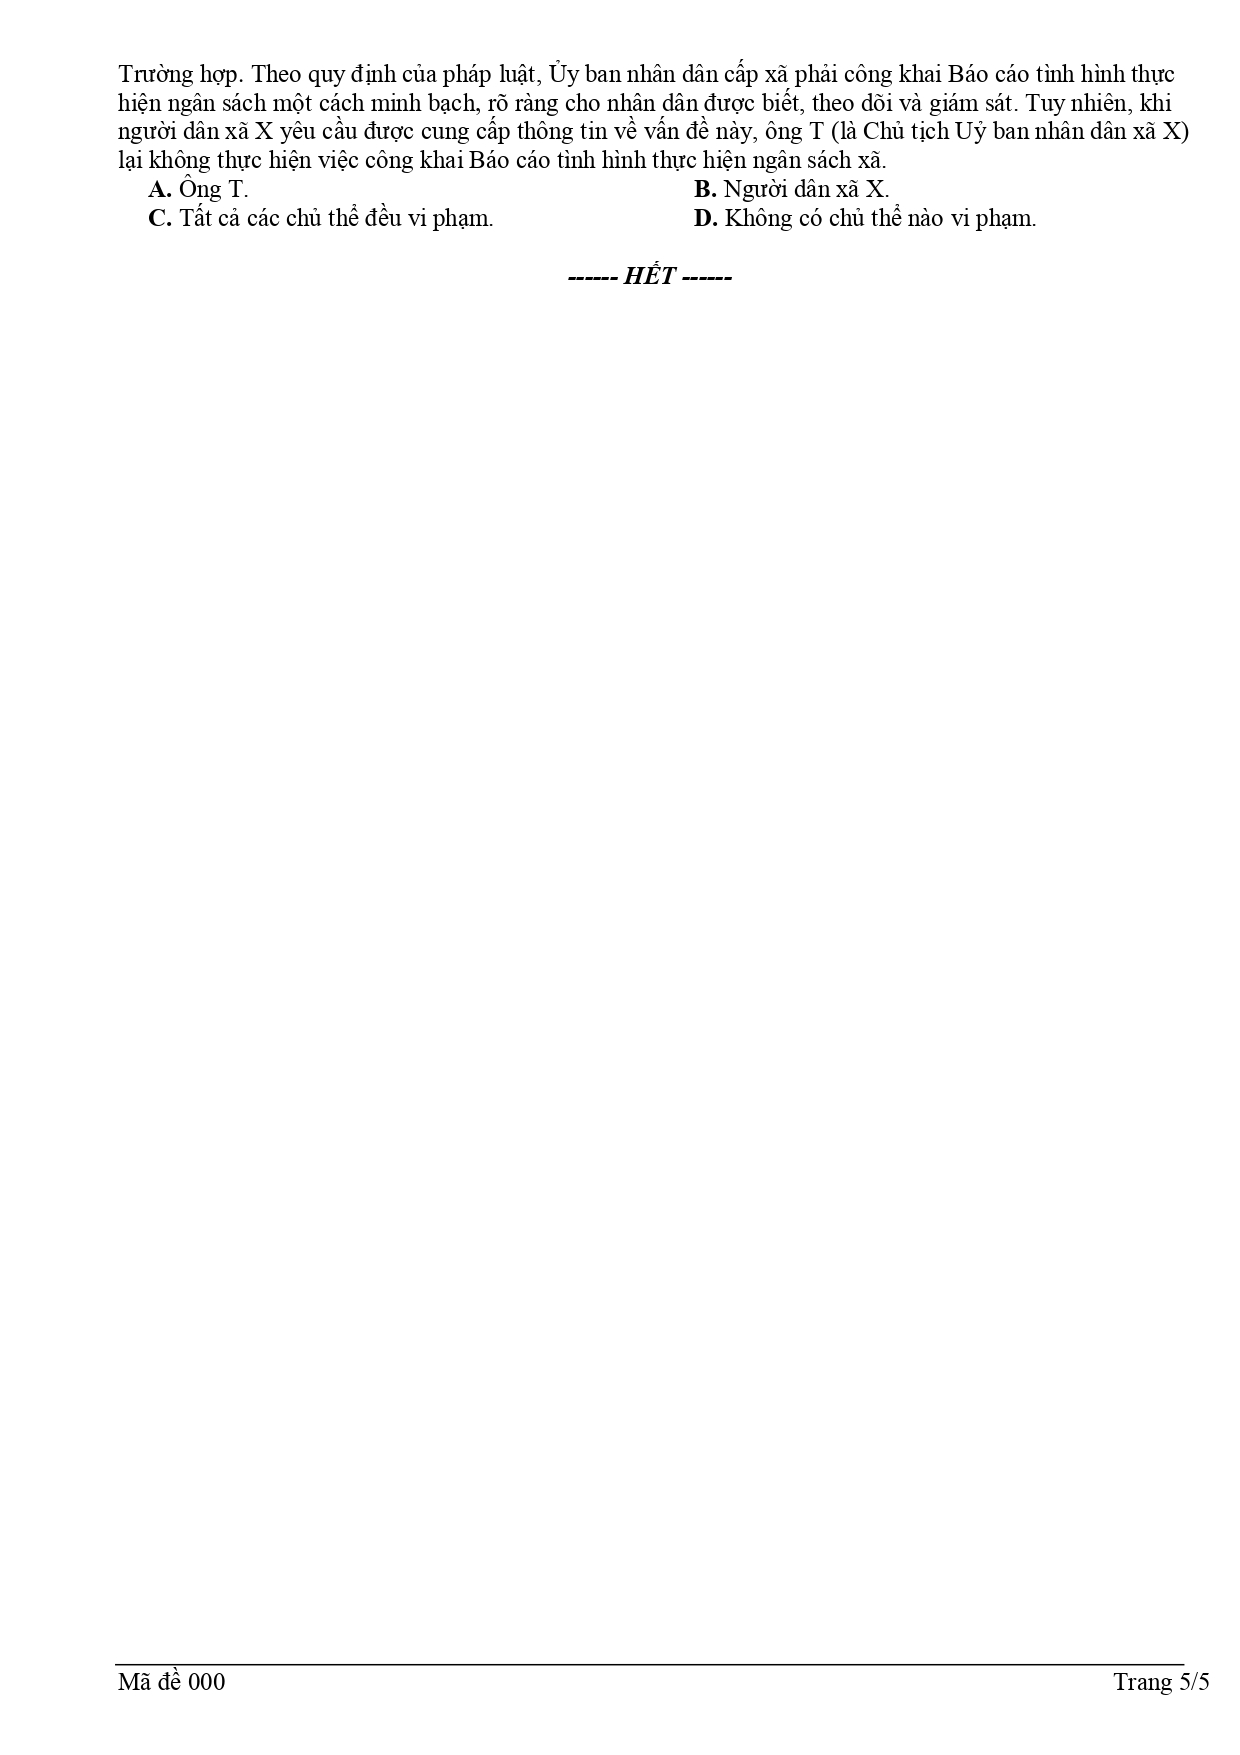 Trường hợp. Theo quy định của pháp luật, Ủy ban nhân dân cấp xã phải công khai Báo cáo tình hình thực
hiện ngân sách một cách minh bạch, rõ ràng cho nhân dân được biết, theo dõi và giám sát. Tuy nhiên, khi
người dân xã X yêu cầu được cung cấp thông tin về vấn đề này, ông T (là Chủ tịch Uỷ ban nhân dân xã X)
lại không thực hiện việc công khai Báo cáo tình hình thực hiện ngân sách xã.
A. Ông T. B. Người dân xã X.
C. Tất cả các chủ thể đều vi phạm. D. Không có chủ thể nào vi phạm.
------ HẾT ------
Mã đề 000 Trang 5/5